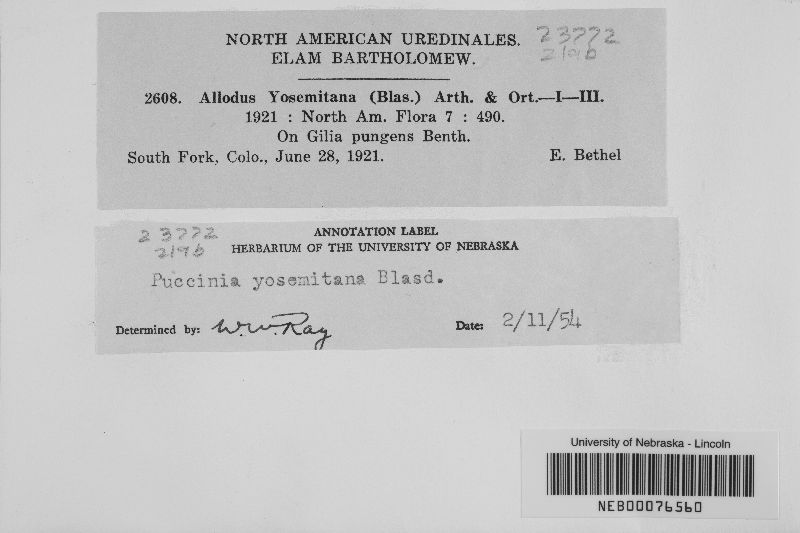 NORTH AMERICAN UREDINALES. 23772
ELAM BARTHOLOMEW. 2196
2608. Allodus Yosemitana (Blas.) Arth. & Ort.—I—III.
1921 : North Am. Flora 7 : 490.
On Gilia pungens Benth.
South Fork, Colo., June 28, 1921. E. Bethel
23772 ANNOTATION LABEL
2196 HERBARIUM OF THE UNIVERSITY OF NEBRASKA
Puccinia yosemitana Blasd.
Determined by: W.W. Ray Date: 2/11/54
University of Nebraska - Lincoln
NEB00076560